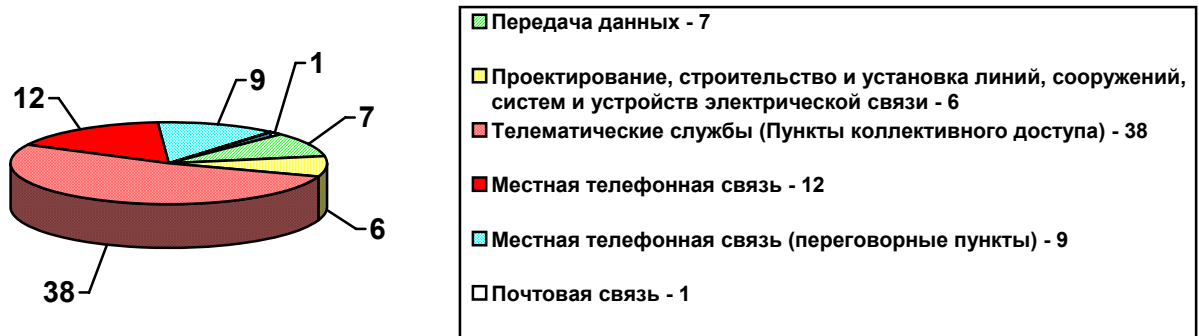 1
9
12
7
6
38
Передача данных - 7
Проектирование, строительство и установка линий, сооружений,
систем и устройств электрической связи - 6
Телематические службы (Пункты коллективного доступа) - 38
Местная телефонная связь - 12
Местная телефонная связь (переговорные пункты) - 9
Почтовая связь - 1